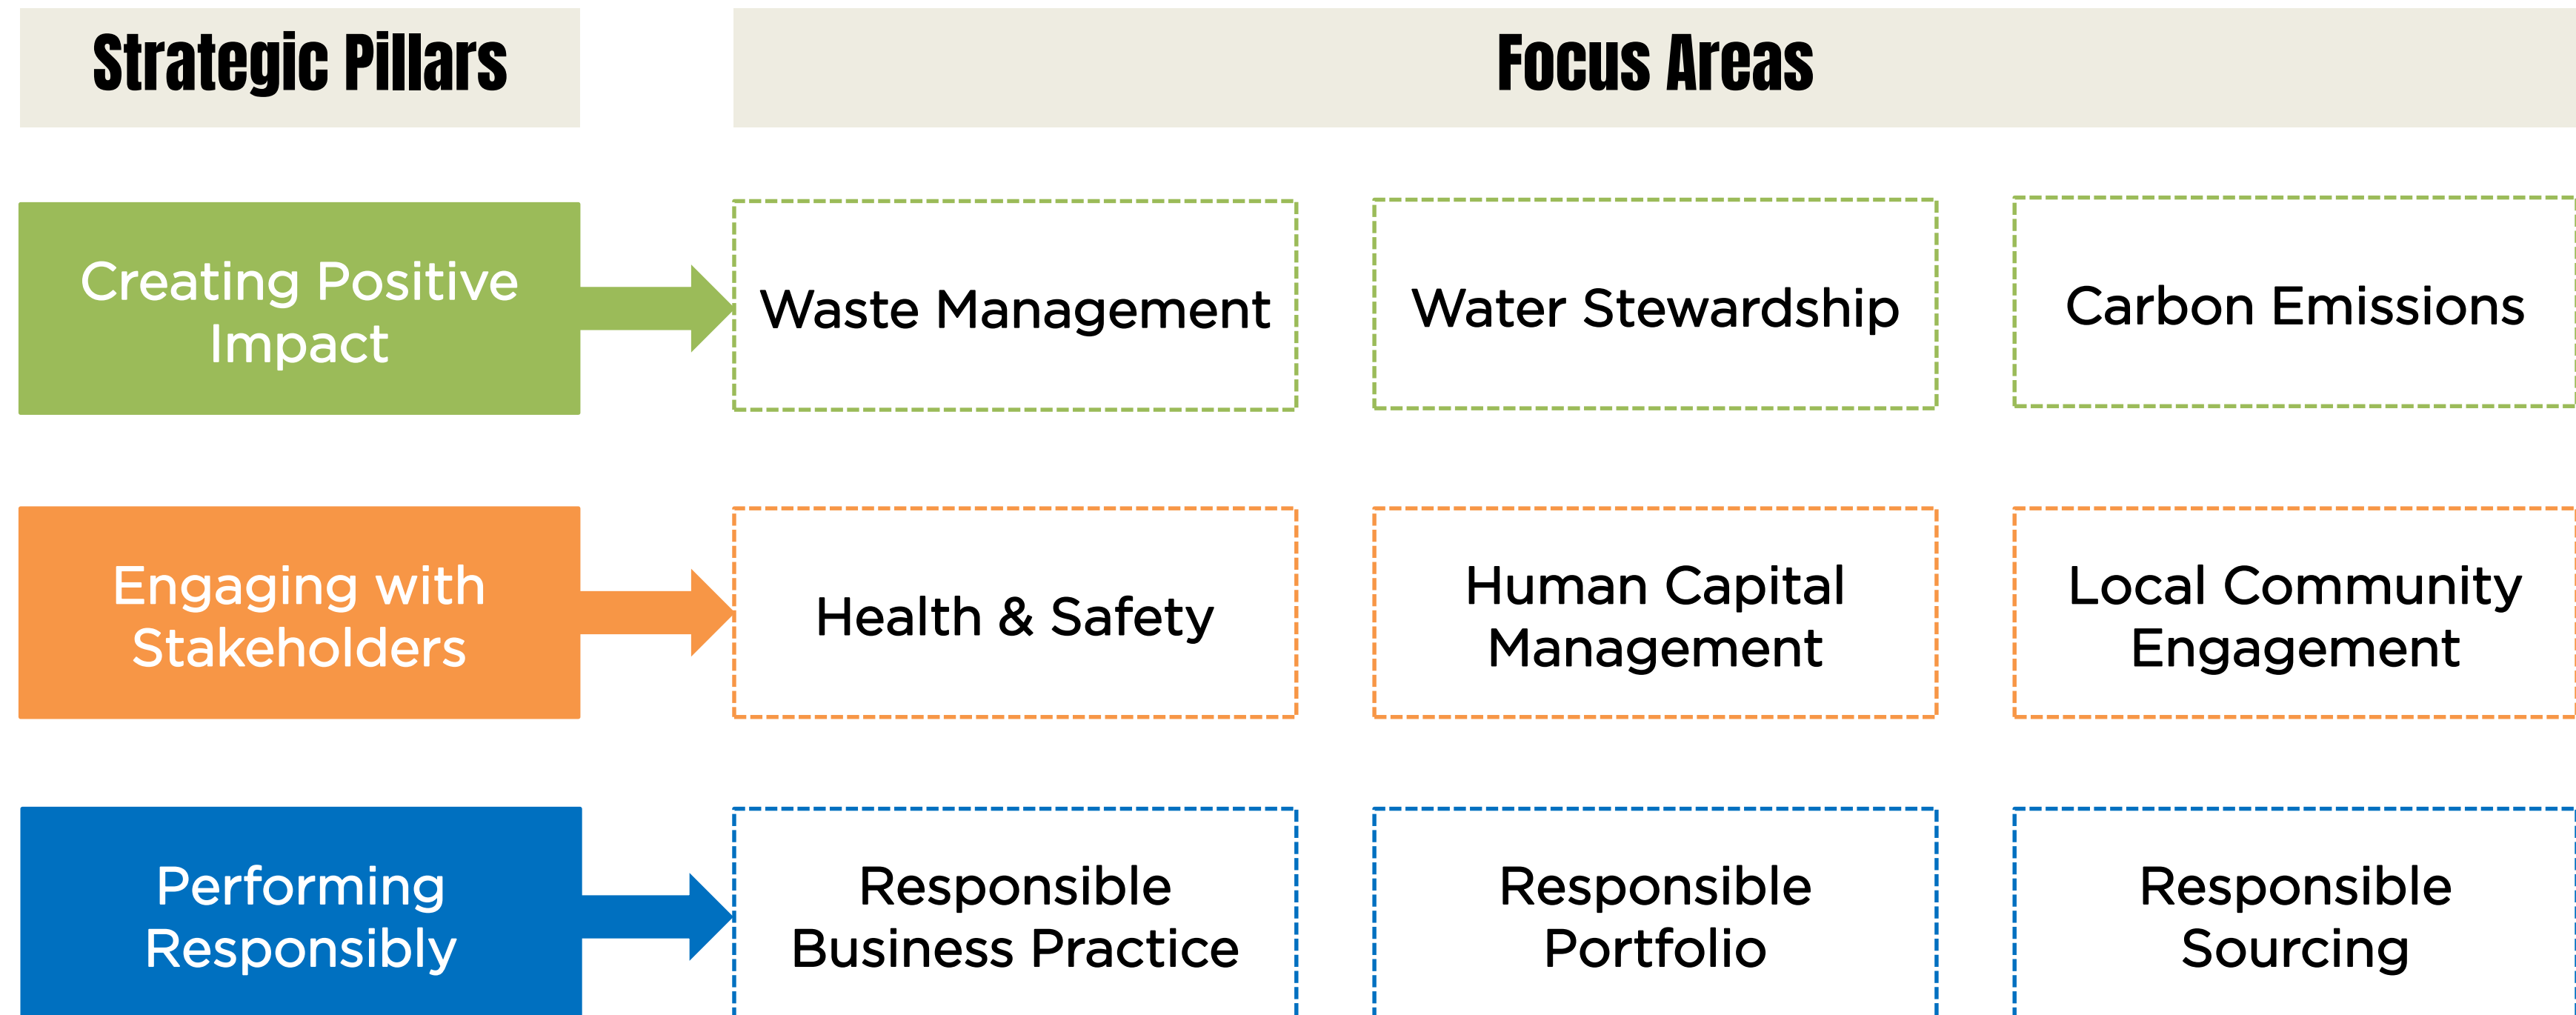 Strategic Pillars
Focus Areas
Creating Positive
Impact
Waste Management
Water Stewardship
Carbon Emissions
Engaging with
Stakeholders
Health & Safety
Human Capital
Management
Local Community
Engagement
Performing
Responsibly
Responsible
Business Practice
Responsible
Portfolio
Responsible
Sourcing